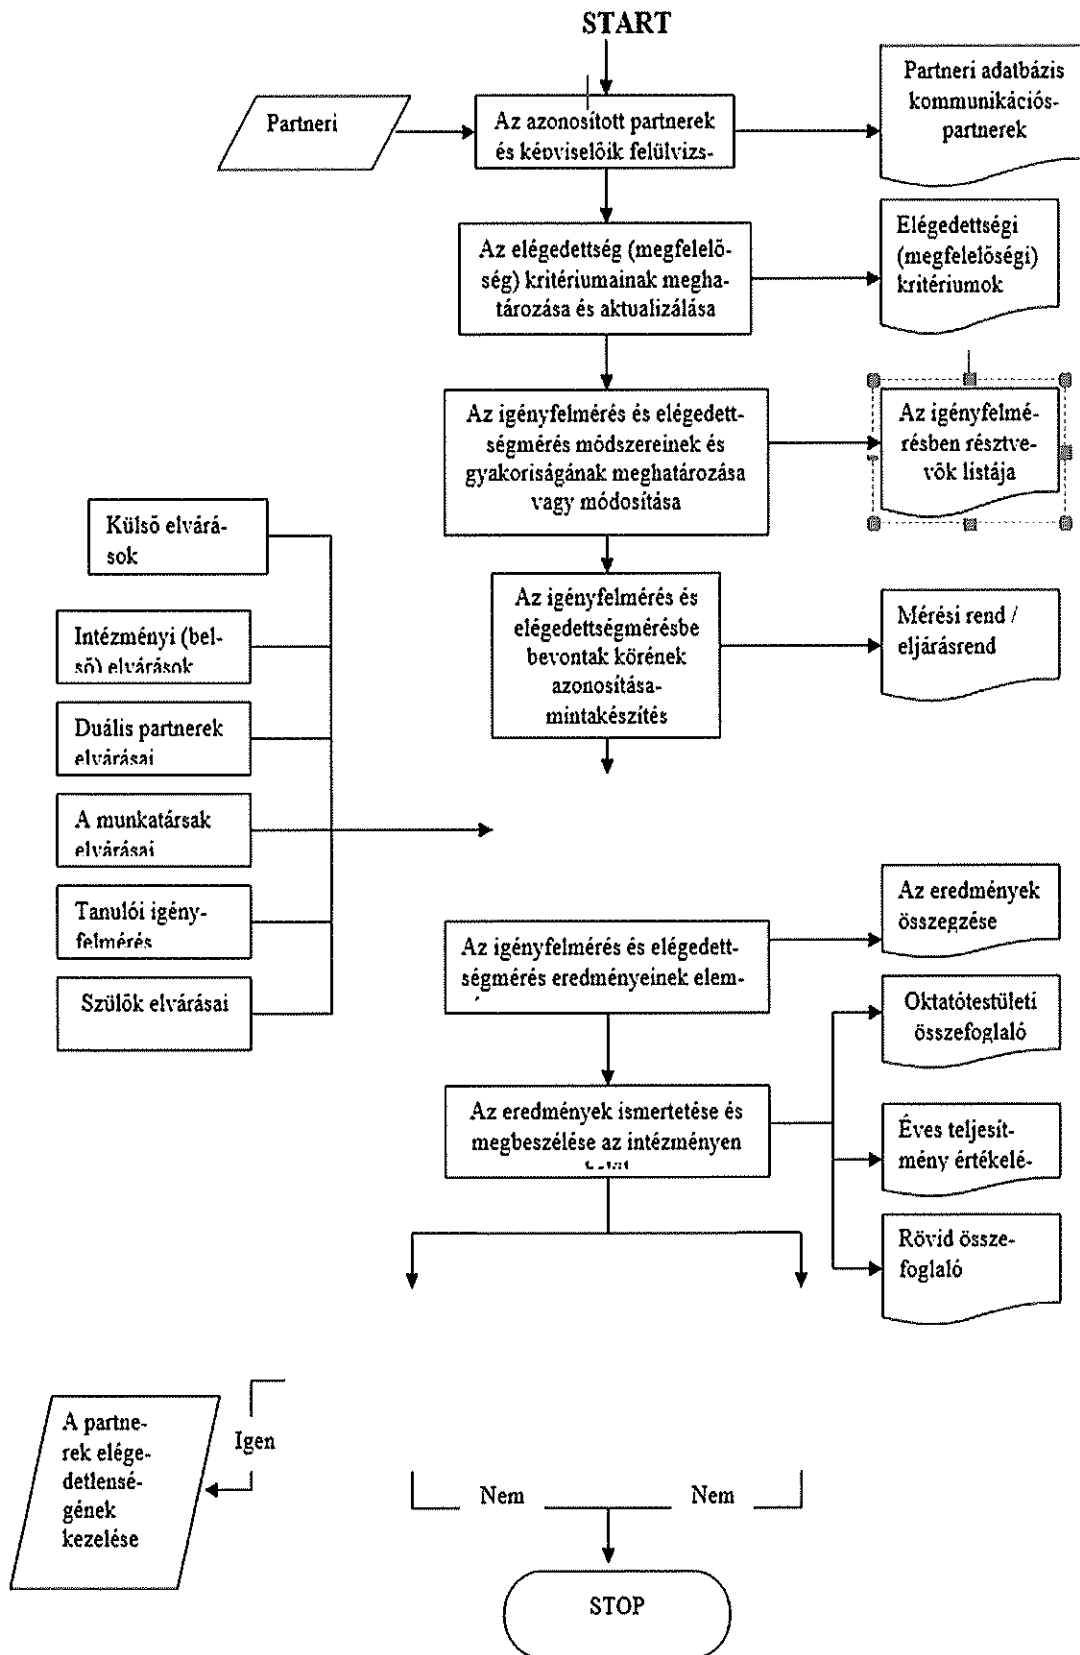 START
Partneri
Az azonosított partnerek
és képviselőik felülvizs-
Partneri adatbázis
kommunikációs-
partnerek
Az elégedettség (megfelelő-
ség) kritériumainak megha-
tározása és aktualizálása
Elégedettségi
(megfelelőségi)
kritériumok
Az igényfelmérés és elégedett-
ségmérés módszereinek és
gyakoriságának meghatározása
vagy módosítása
Az igényfelmé-
résben résztve-
vők listája
Külső elvárá-
sok
Az igényfelmérés és
elégedettségmérésbe
bevontak körének
azonosítása-
mintakészítés
Mérési rend /
eljárásrend
Intézményi (bel-
ső) elvárások
Duális partnerek
elvárásai
A munkatársak
elvárásai
Tanulói igény-
felmérés
Szülők elvárásai
Az igényfelmérés és elégedett-
ségmérés eredményeinek elem-
Az eredmények
összegzése
Oktatótestületi
összefoglaló
Az eredmények ismertetése és
megbeszélése az intézményen
Éves teljesít-
mény értékelé-
Rövid össze-
foglaló
A partne-
rek elége-
detlensé-
gének
kezelése
Igen
Nem
Nem
STOP